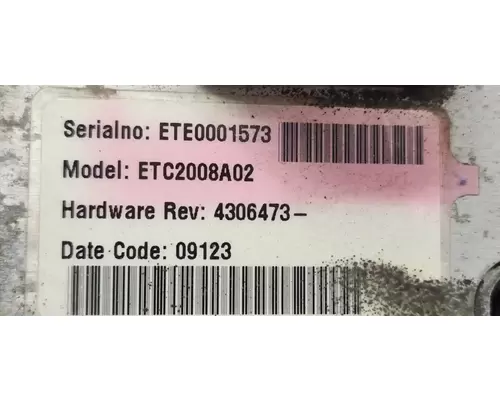 Serialno: ETE0001573
Model: ETC2008A02
Hardware Rev: 4306473-
Date Code: 09123